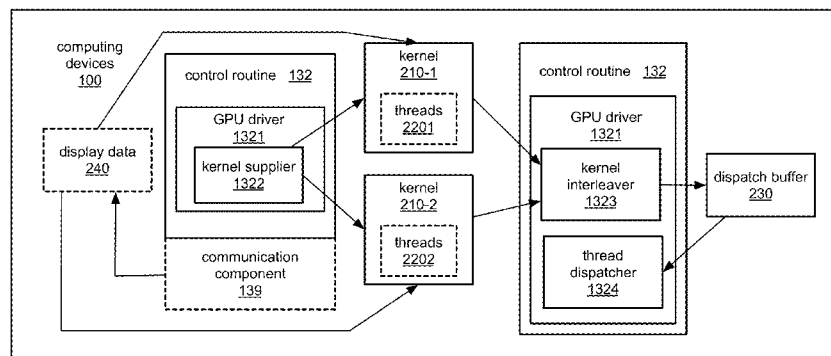 computing
devices
100
display data
240
control routine 132
GPU driver
1321
kernel supplier
1322
communication
component
139
kernel
210-1
threads
2201
kernel
210-2
threads
2202
control routine 132
GPU driver
1321
kernel
interleaver
1323
thread
dispatcher
1324
dispatch buffer
230